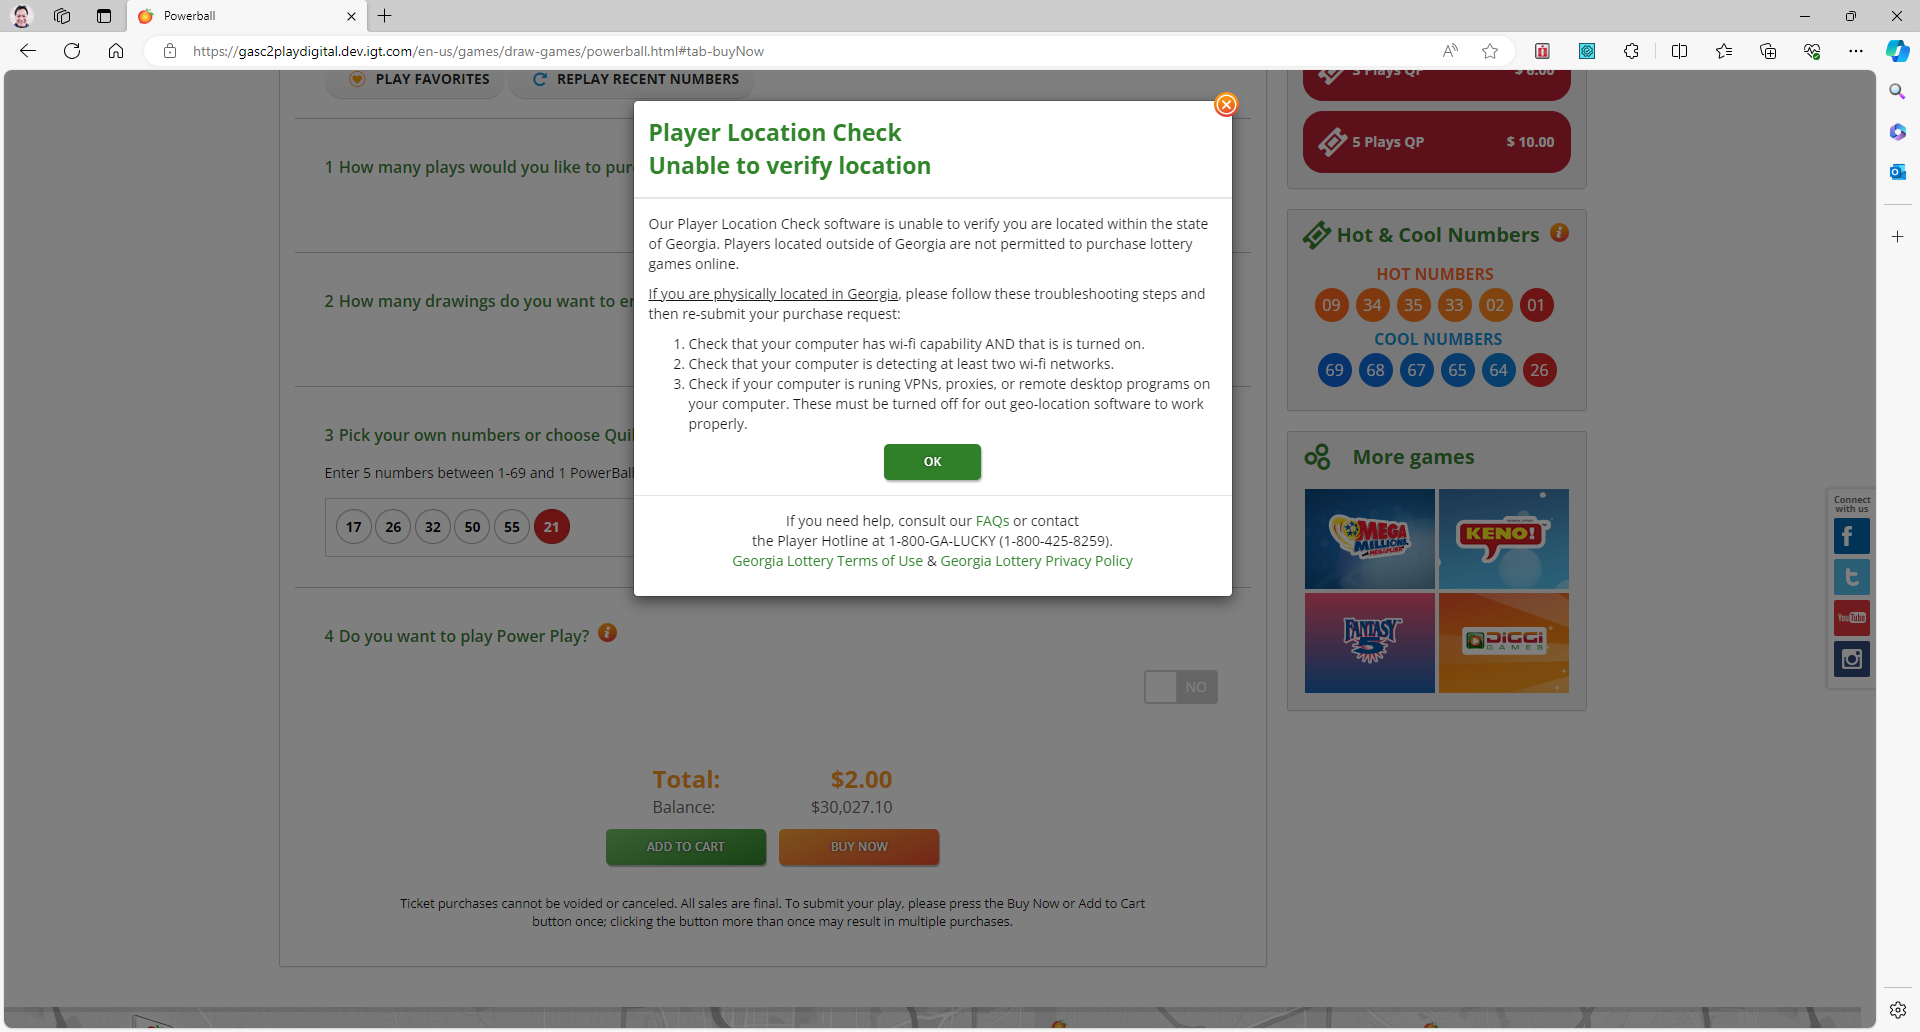 Powerball
https://gasc2playdigital.dev.igt.com/en-us/games/draw-games/powerball.html#tab-buyNow
PLAY FAVORITES
REPLAY RECENT NUMBERS
1 How many plays would you like to pur
2 How many drawings do you want to en
3 Pick your own numbers or choose Qui
Enter 5 numbers between 1-69 and 1 PowerBall
17 26 32 50 55 21
4 Do you want to play Power Play?
NO
Total: $2.00
Balance: $30,027.10
ADD TO CART
BUY NOW
Ticket purchases cannot be voided or canceled. All sales are final. To submit your play, please press the Buy Now or Add to Cart
button once; clicking the button more than once may result in multiple purchases.
Player Location Check
Unable to verify location
Our Player Location Check software is unable to verify you are located within the state
of Georgia. Players located outside of Georgia are not permitted to purchase lottery
games online.
If you are physically located in Georgia, please follow these troubleshooting steps and
then re-submit your purchase request:
1. Check that your computer has wi-fi capability AND that is is turned on.
2. Check that your computer is detecting at least two wi-fi networks.
3. Check if your computer is runing VPNs, proxies, or remote desktop programs on
your computer. These must be turned off for out geo-location software to work
properly.
OK
If you need help, consult our FAQs or contact
the Player Hotline at 1-800-GA-LUCKY (1-800-425-8259).
Georgia Lottery Terms of Use & Georgia Lottery Privacy Policy
3 Plays QP $ 6.00
5 Plays QP $ 10.00
Hot & Cool Numbers
HOT NUMBERS
09 34 35 33 02 01
COOL NUMBERS
69 68 67 65 64 26
More games
MEGA
MILLIONS
KENO!
FANTASY
5
DiGGi
GAMES
Connect
with us
YouTube